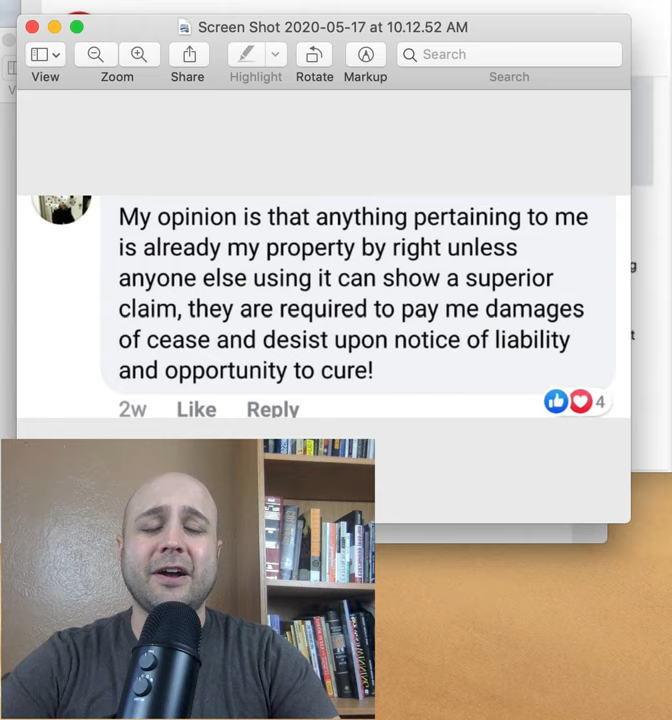 Screen Shot 2020-05-17 at 10.12.52 AM
Search
View
Zoom
Share
Highlight
Rotate
Markup
Search
My opinion is that anything pertaining to me
is already my property by right unless
anyone else using it can show a superior
claim, they are required to pay me damages
of cease and desist upon notice of liability
and opportunity to cure!
2w Like Reply
4